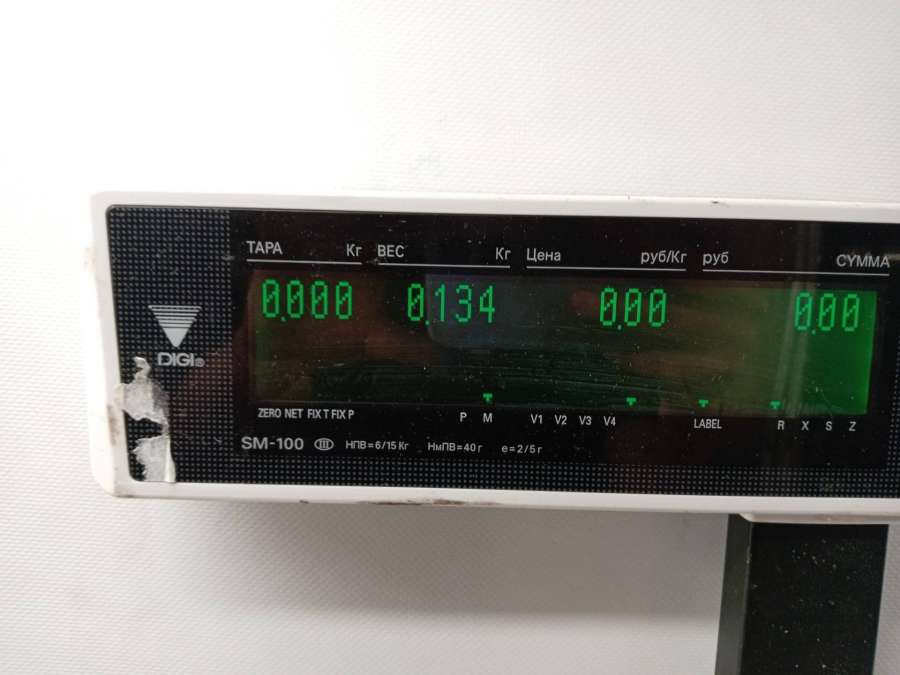 ТАРА Кг ВЕС Кг Цена руб/Кг руб СУММА
0.000 0.134 0.00 0.00
DIGI®
ZERO NET FIX T FIX P P M V1 V2 V3 V4 LABEL R X S Z
SM-100 III НПВ=6/15 Кг НмПВ=40 г e=2/5 г